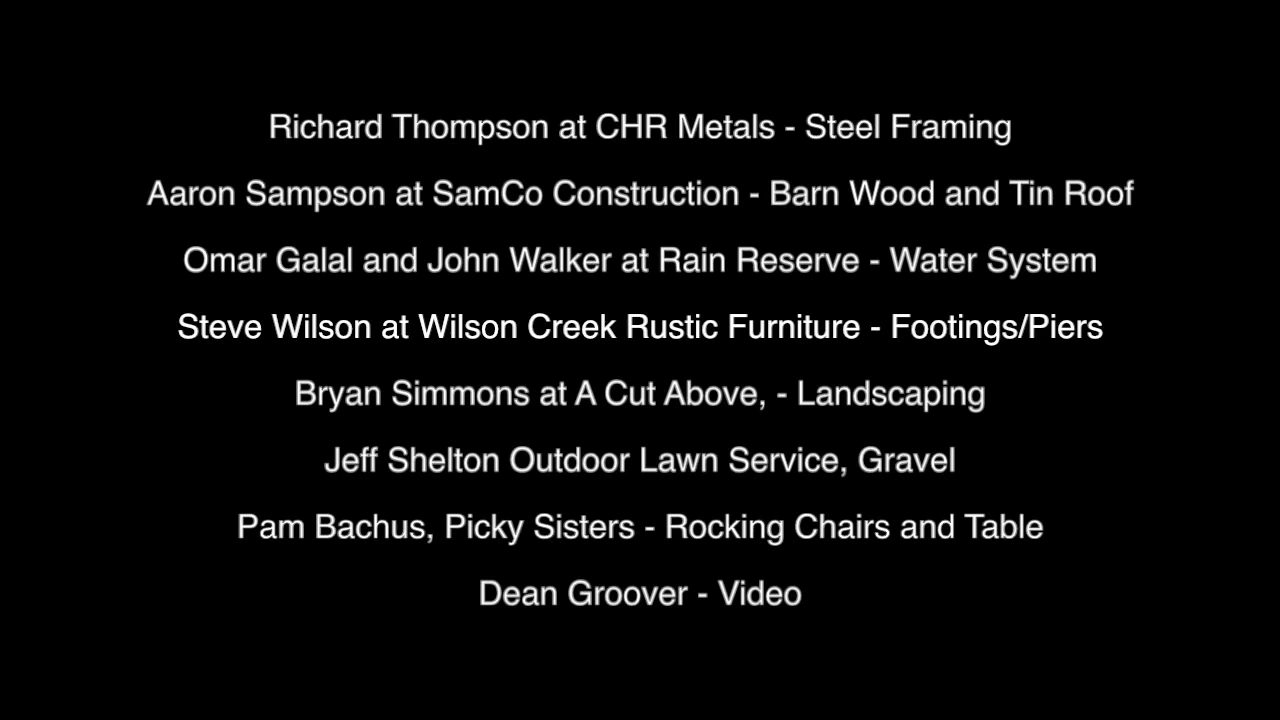 Richard Thompson at CHR Metals - Steel Framing
Aaron Sampson at SamCo Construction - Barn Wood and Tin Roof
Omar Galal and John Walker at Rain Reserve - Water System
Steve Wilson at Wilson Creek Rustic Furniture - Footings/Piers
Bryan Simmons at A Cut Above, - Landscaping
Jeff Shelton Outdoor Lawn Service, Gravel
Pam Bachus, Picky Sisters - Rocking Chairs and Table
Dean Groover - Video